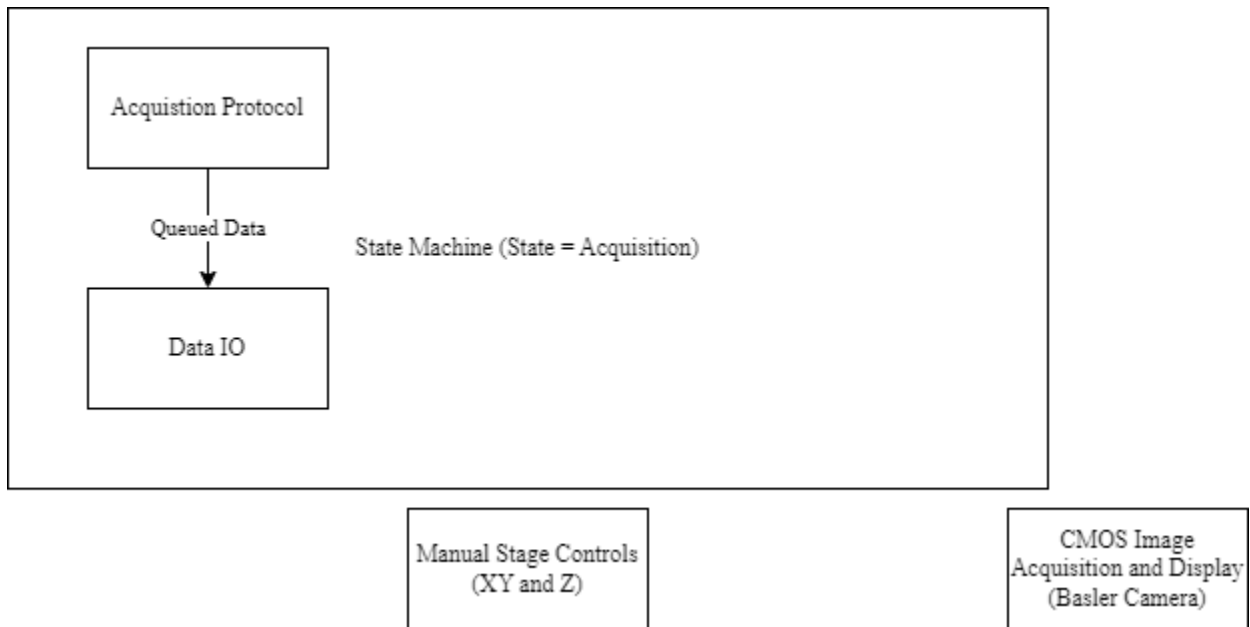 Acquistion Protocol
Queued Data
State Machine (State = Acquisition)
Data IO
Manual Stage Controls
(XY and Z)
CMOS Image
Acquisition and Display
(Basler Camera)